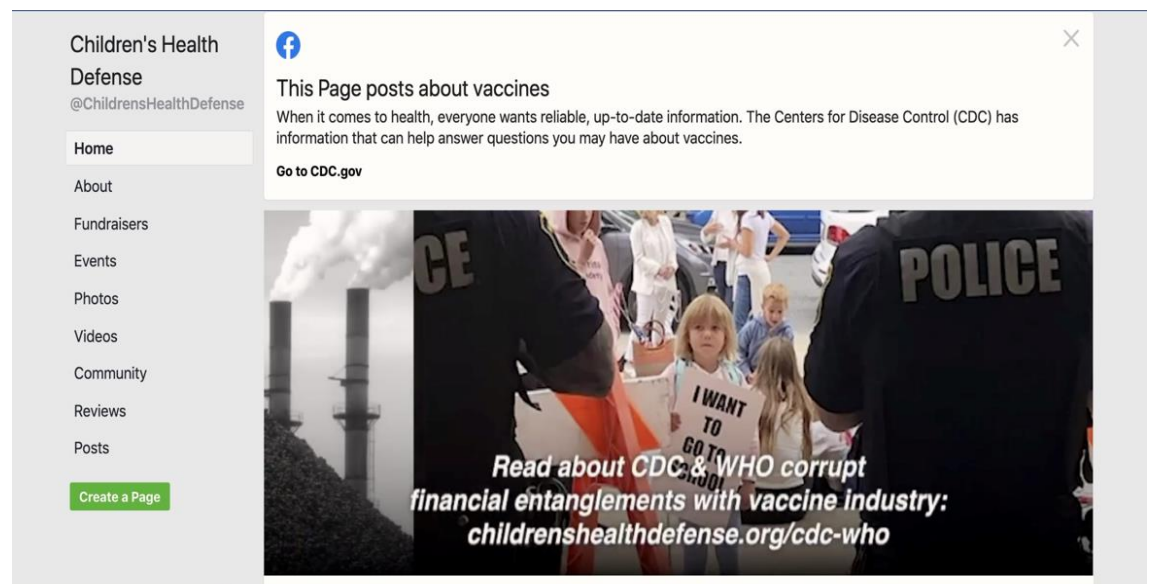 Children's Health
Defense
@ChildrensHealthDefense
Home
About
Fundraisers
Events
Photos
Videos
Community
Reviews
Posts
Create a Page
This Page posts about vaccines
When it comes to health, everyone wants reliable, up-to-date information. The Centers for Disease Control (CDC) has
information that can help answer questions you may have about vaccines.
Go to CDC.gov
CE
POLICE
I WANT
TO
GO TO
SCHOOL
Read about CDC & WHO corrupt
financial entanglements with vaccine industry:
childrenshealthdefense.org/cdc-who